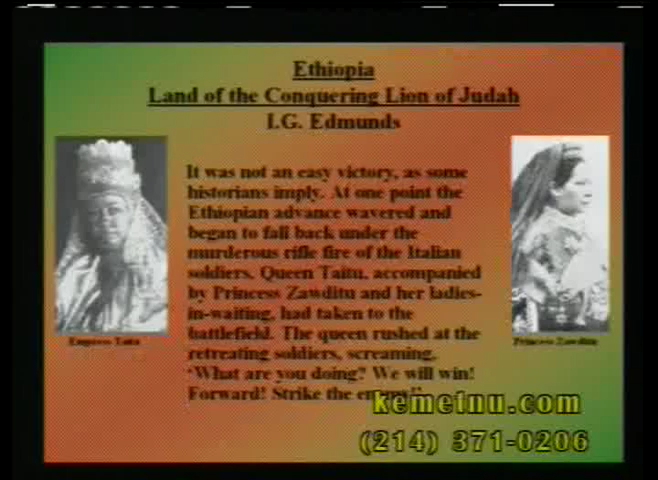 Ethiopia
Land of the Conquering Lion of Judah
I.G. Edmunds
It was not an easy victory, as some
historians imply. At one point the
Ethiopian advance wavered and
began to fall back under the
murderous rifle fire of the Italian
soldiers. Queen Taitu, accompanied
by Princess Zawditu and her ladies-
in-waiting, had taken to the
battlefield. The queen rushed at the
retreating soldiers, screaming,
'What are you doing? We will win!
Forward! Strike the
Empress Taitu
Princess Zawditu
kemetnu.com
(214) 371-0206